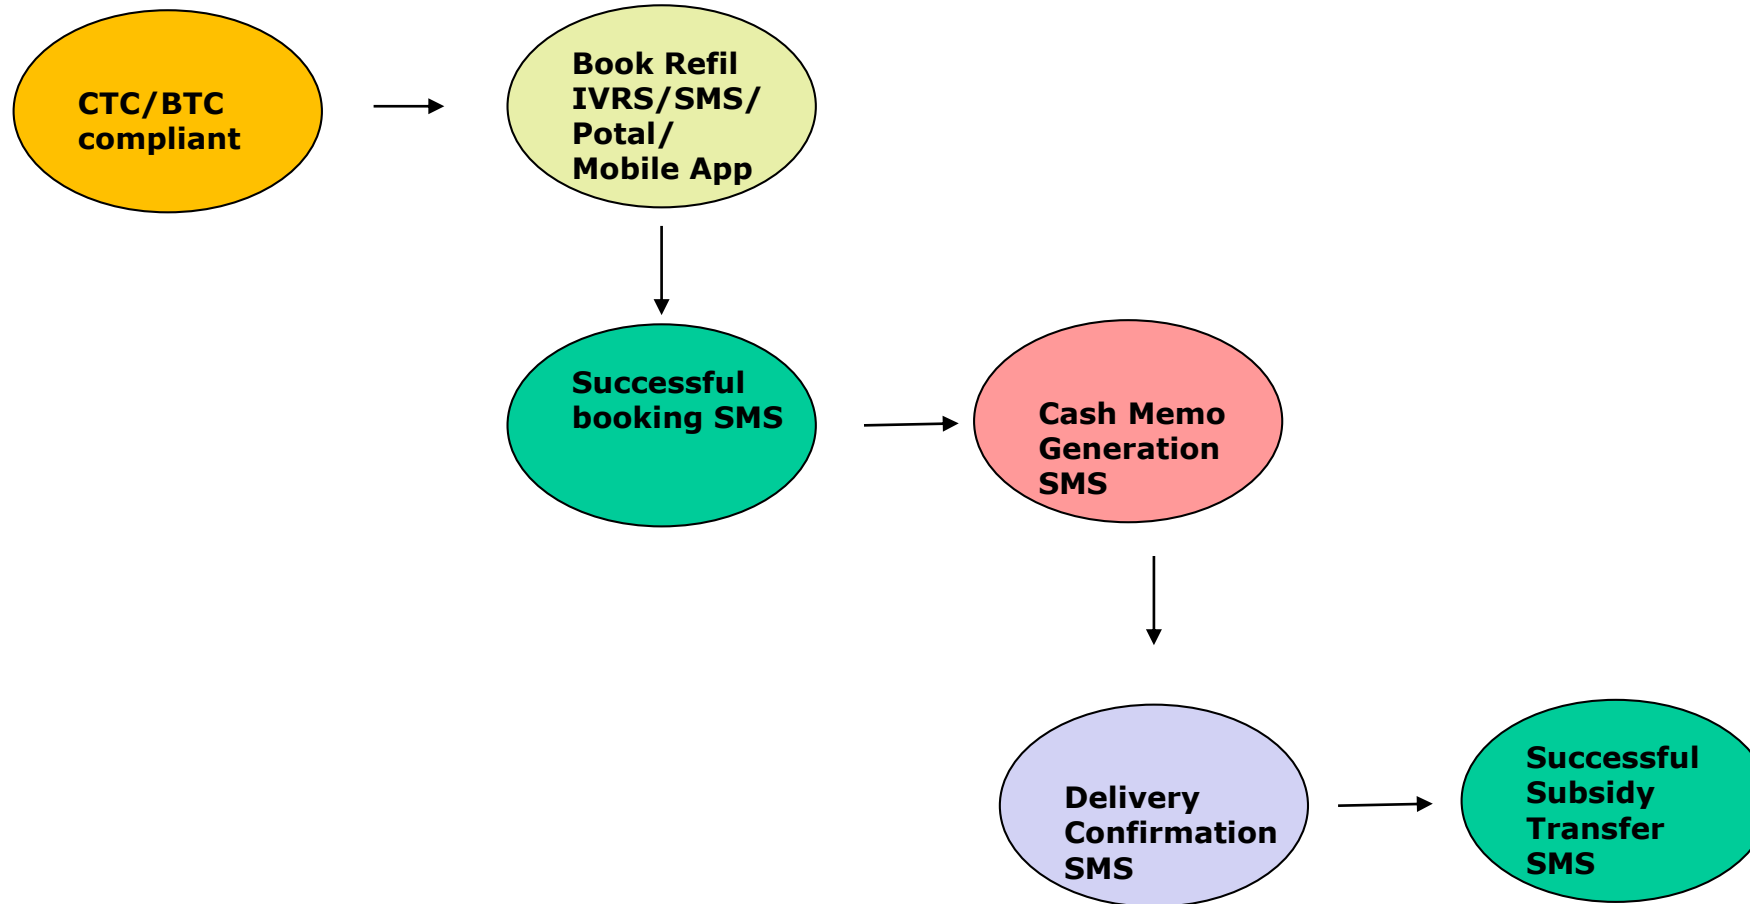 CTC/BTC
compliant
Book Refil
IVRS/SMS/
Potal/
Mobile App
Successful
booking SMS
Cash Memo
Generation
SMS
Delivery
Confirmation
SMS
Successful
Subsidy
Transfer
SMS